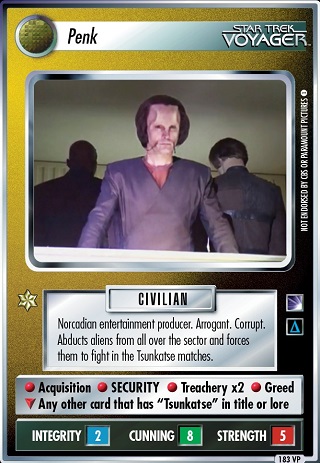 Penk
STAR TREK
VOYAGER
NOT ENDORSED BY CBS OR PARAMOUNT PICTURES
CIVILIAN
Norcadian entertainment producer. Arrogant. Corrupt.
Abducts aliens from all over the sector and forces
them to fight in the Tsunkatse matches.
Acquisition SECURITY Treachery x2 Greed
Any other card that has "Tsunkatse" in title or lore
INTEGRITY 2 CUNNING 8 STRENGTH 5
183 VP